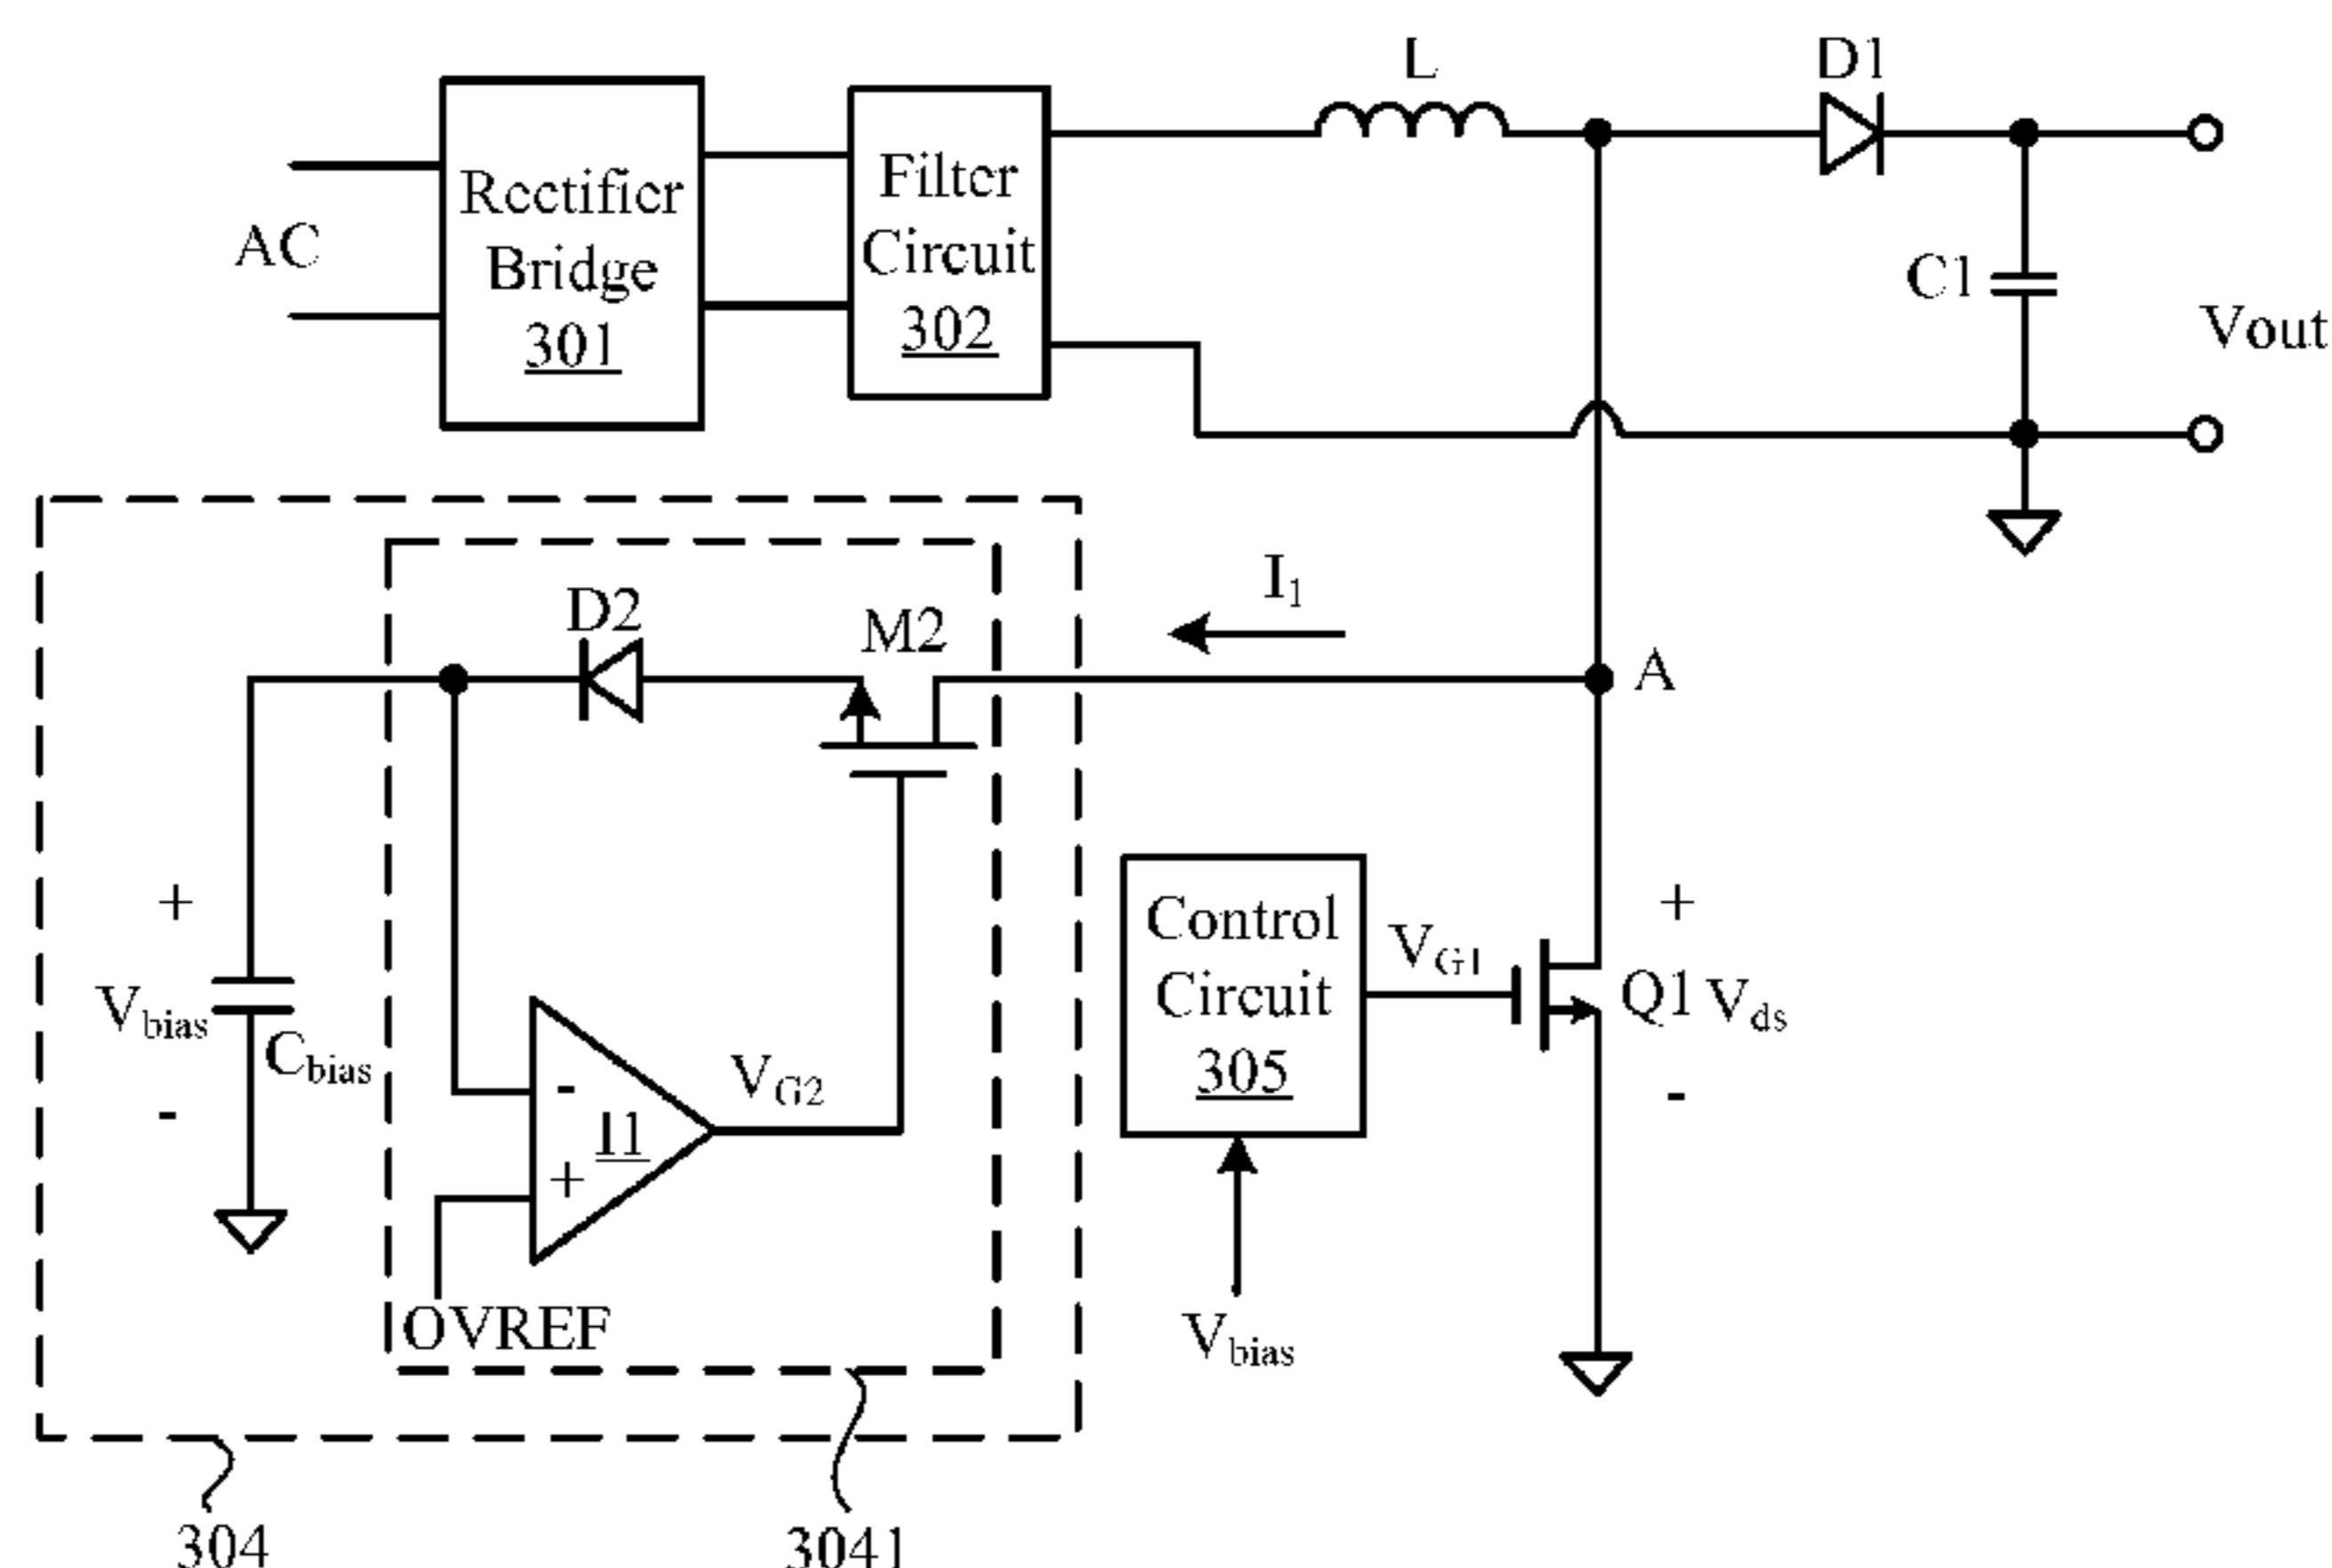 L
D1
AC
Rectifier
Bridge
301
Filter
Circuit
302
C1
Vout
I1
D2
M2
A
+
Vbias
-
Cbias
-
+
I1
VG2
OVREF
Control
Circuit
305
VG1
Vbias
+
Q1 Vds
-
304
3041